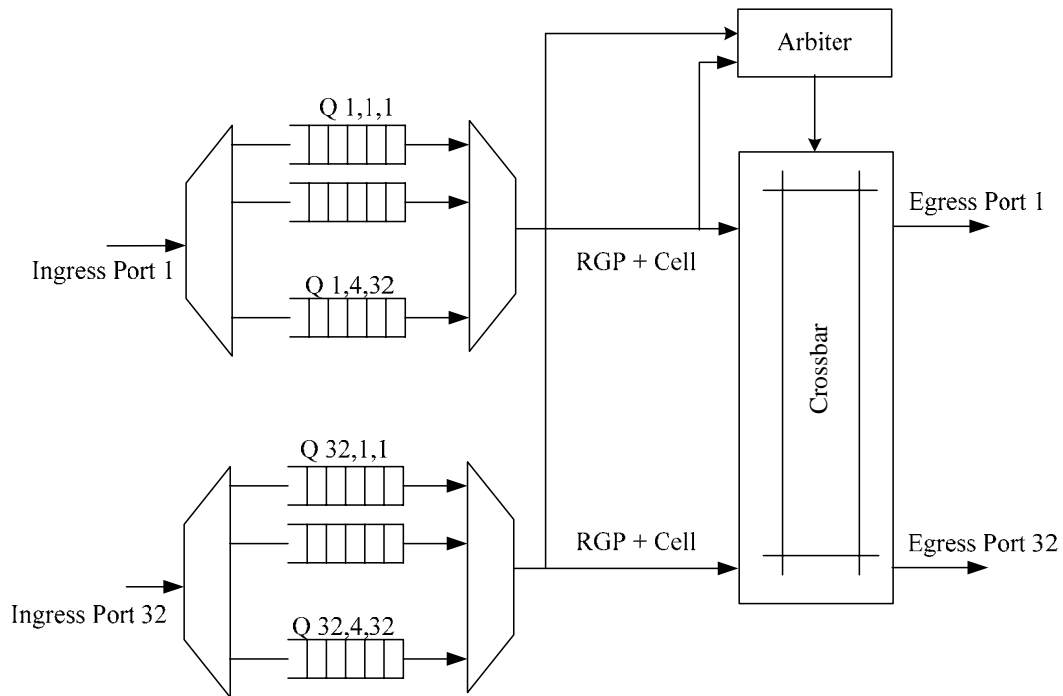 Arbiter
Q 1,1,1
Egress Port 1
Ingress Port 1
RGP + Cell
Q 1,4,32
Crossbar
Q 32,1,1
RGP + Cell
Egress Port 32
Ingress Port 32
Q 32,4,32